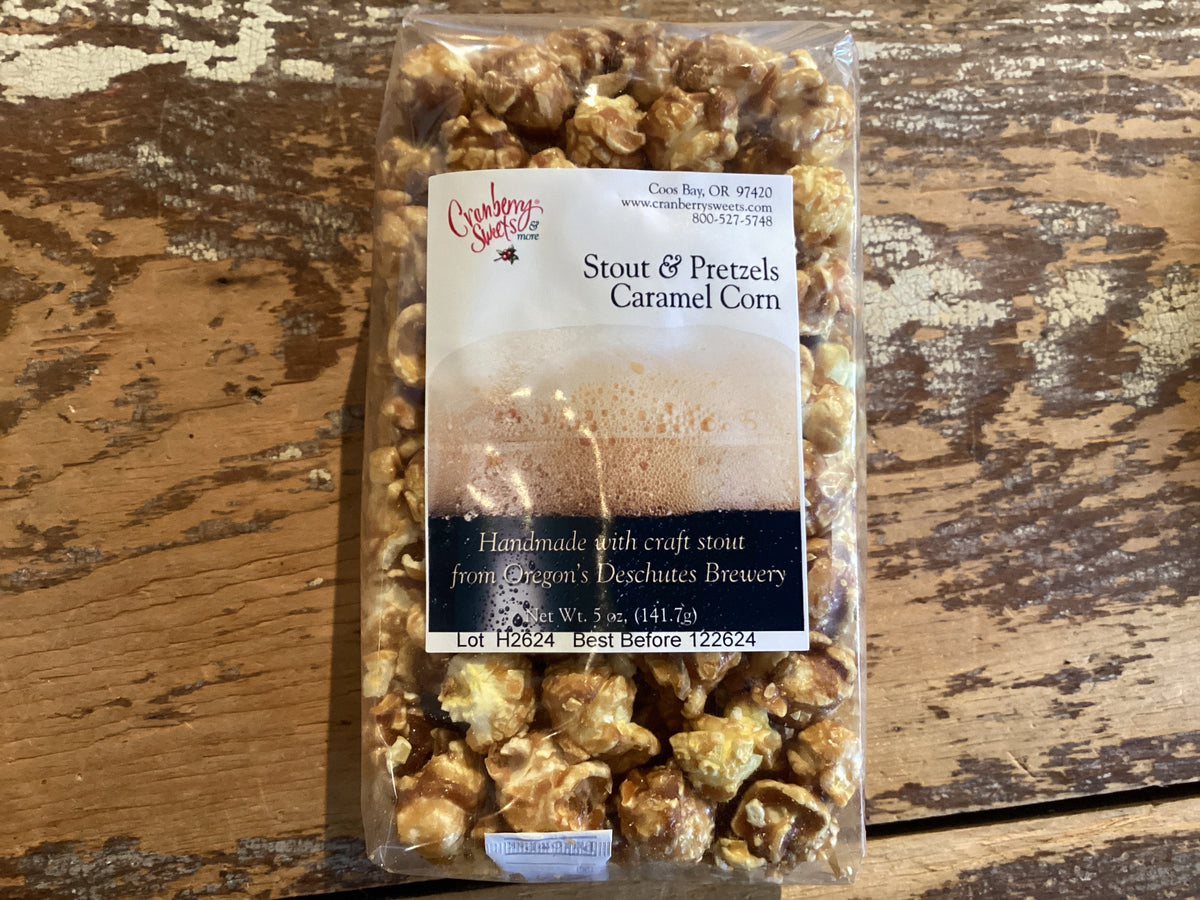 Cranberry®
Sweets &
more
Coos Bay, OR 97420
www.cranberrysweets.com
800-527-5748
Stout & Pretzels
Caramel Corn
Handmade with craft stout
from Oregon's Deschutes Brewery
Net Wt. 5 oz, (141.7g)
Lot H2624 Best Before 122624